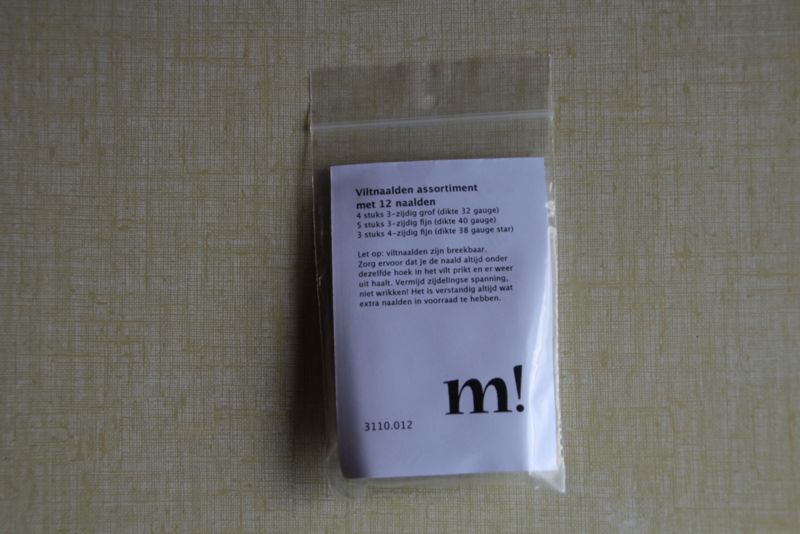 Viltnaalden assortiment
met 12 naalden
4 stuks 3-zijdig grof (dikte 32 gauge)
5 stuks 3-zijdig fijn (dikte 40 gauge)
3 stuks 4-zijdig fijn (dikte 38 gauge star)
Let op: viltnaalden zijn breekbaar.
Zorg ervoor dat je de naald altijd onder
dezelfde hoek in het vilt prikt en er weer
uit haalt. Vermijd zijdelingse spanning,
niet wrikken! Het is verstandig altijd wat
extra naalden in voorraad te hebben.
m!
3110.012